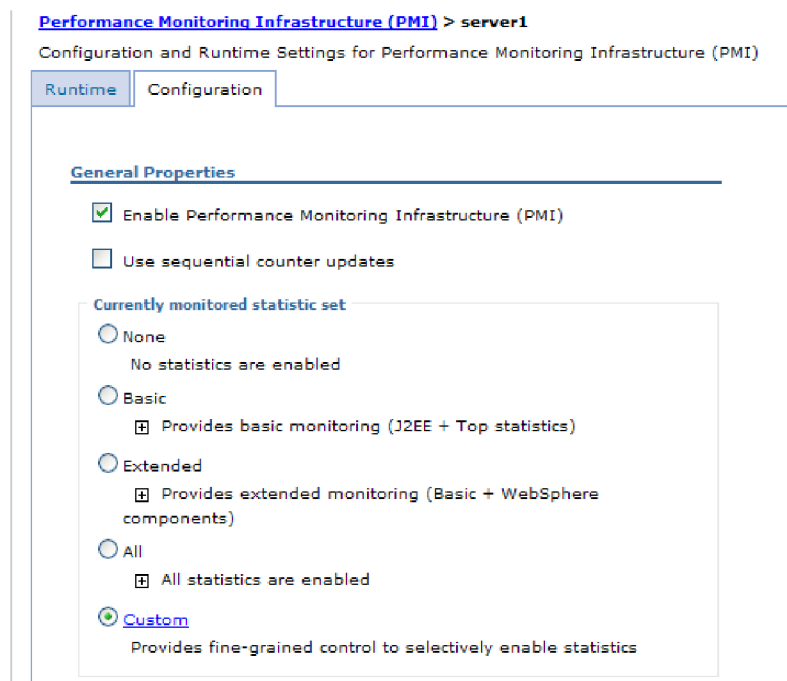 Performance Monitoring Infrastructure (PMI) > server1
Configuration and Runtime Settings for Performance Monitoring Infrastructure (PMI)
Runtime Configuration
General Properties
Enable Performance Monitoring Infrastructure (PMI)
Use sequential counter updates
Currently monitored statistic set
None
No statistics are enabled
Basic
Provides basic monitoring (J2EE + Top statistics)
Extended
Provides extended monitoring (Basic + WebSphere
components)
All
All statistics are enabled
Custom
Provides fine-grained control to selectively enable statistics